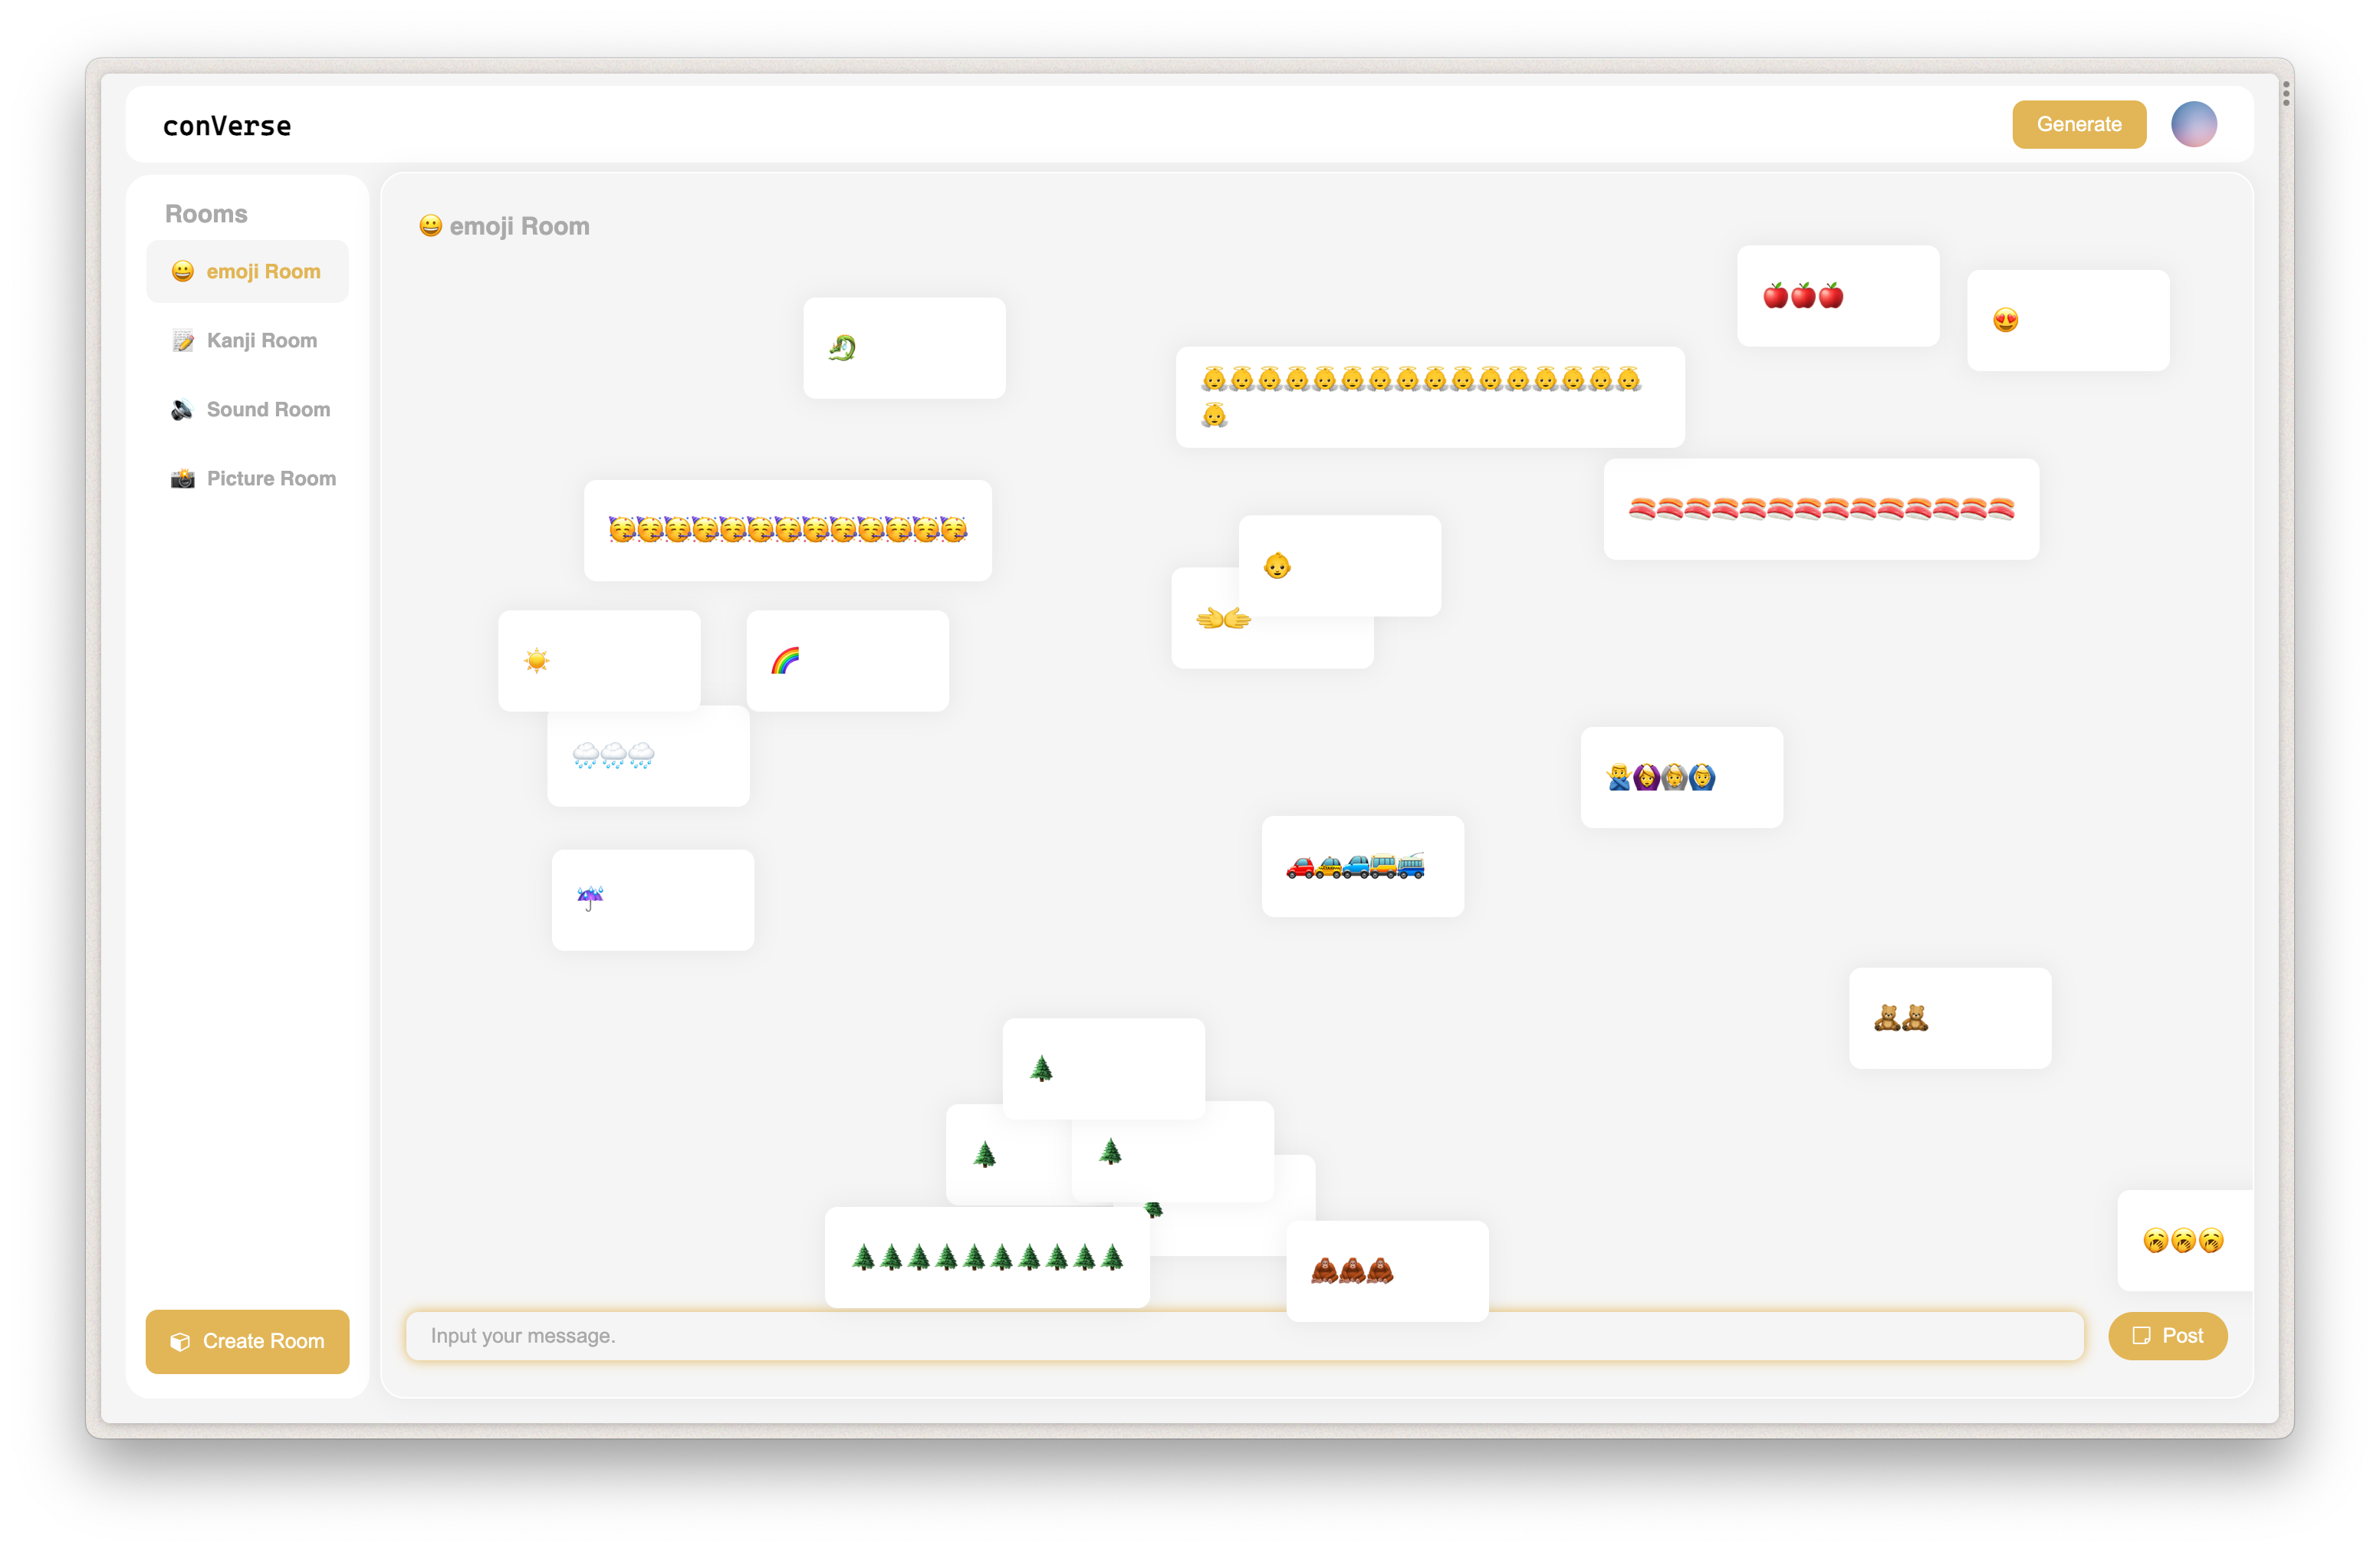 conVerse
Generate
Rooms
😀 emoji Room
📝 Kanji Room
🔊 Sound Room
📸 Picture Room
Create Room
😀 emoji Room
🍎🍎🍎
😍
🐉
👼👼👼👼👼👼👼👼👼👼👼👼👼👼👼👼
👼
🥳🥳🥳🥳🥳🥳🥳🥳🥳🥳🥳🥳🥳
🍣🍣🍣🍣🍣🍣🍣🍣🍣🍣🍣🍣🍣🍣
👶
🫲🫱
☀️
🌈
🌧️🌧️🌧️
🙅‍♂️🙆‍♀️🙆🙆‍♂️
🚗🚕🚙🚌🚎
☔
🧸🧸
🌲
🌲
🌲
🌲
🌲🌲🌲🌲🌲🌲🌲🌲🌲🌲
🦧🦧🦧
🥱🥱🥱
Input your message.
Post